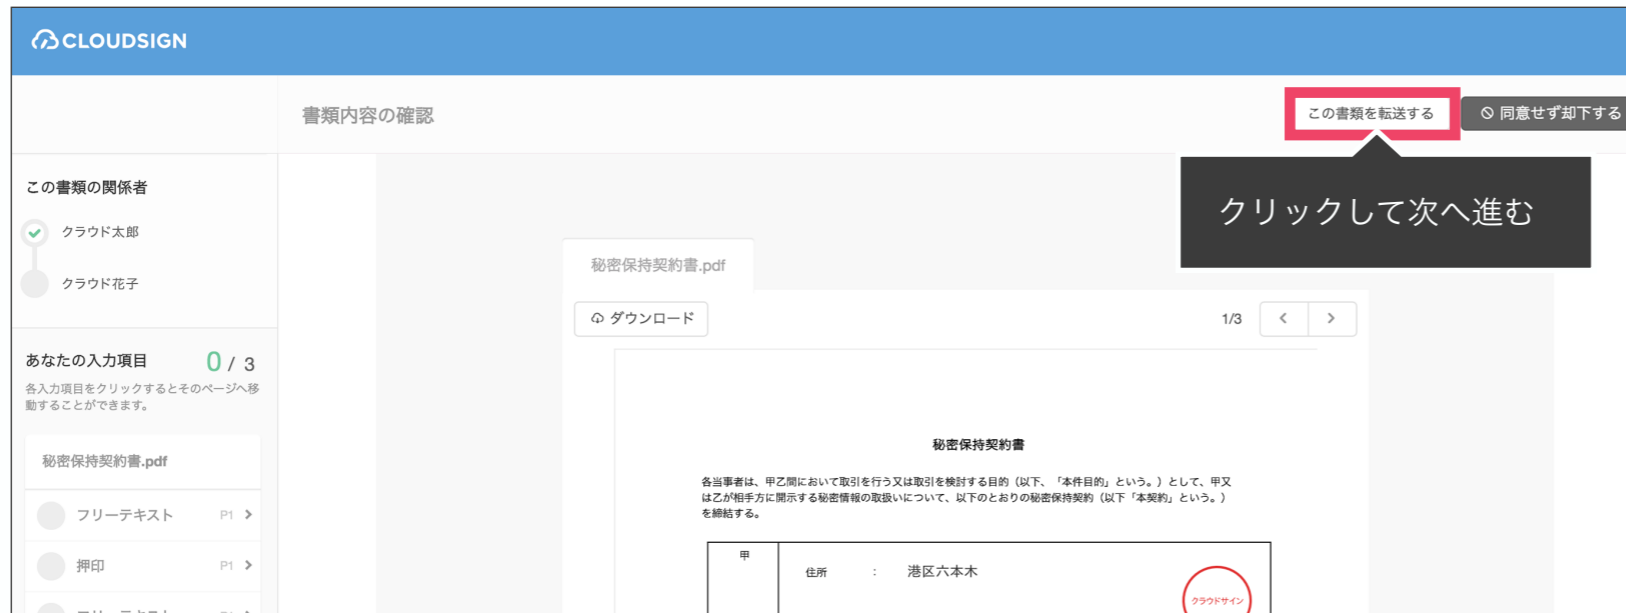 CLOUDSIGN
書類内容の確認
この書類を転送する
同意せず却下する
クリックして次へ進む
この書類の関係者
クラウド太郎
クラウド花子
あなたの入力項目
0 / 3
各入力項目をクリックするとそのページへ移
動することができます。
秘密保持契約書.pdf
フリーテキスト P1
押印 P1
秘密保持契約書.pdf
ダウンロード
1/3
秘密保持契約書
各当事者は、甲乙間において取引を行う又は取引を検討する目的(以下、「本件目的」という。)として、甲又
は乙が相手方に開示する秘密情報の取扱いについて、以下のとおりの秘密保持契約(以下「本契約」という。)
を締結する。
甲
住所 : 港区六本木
クラウドサイン